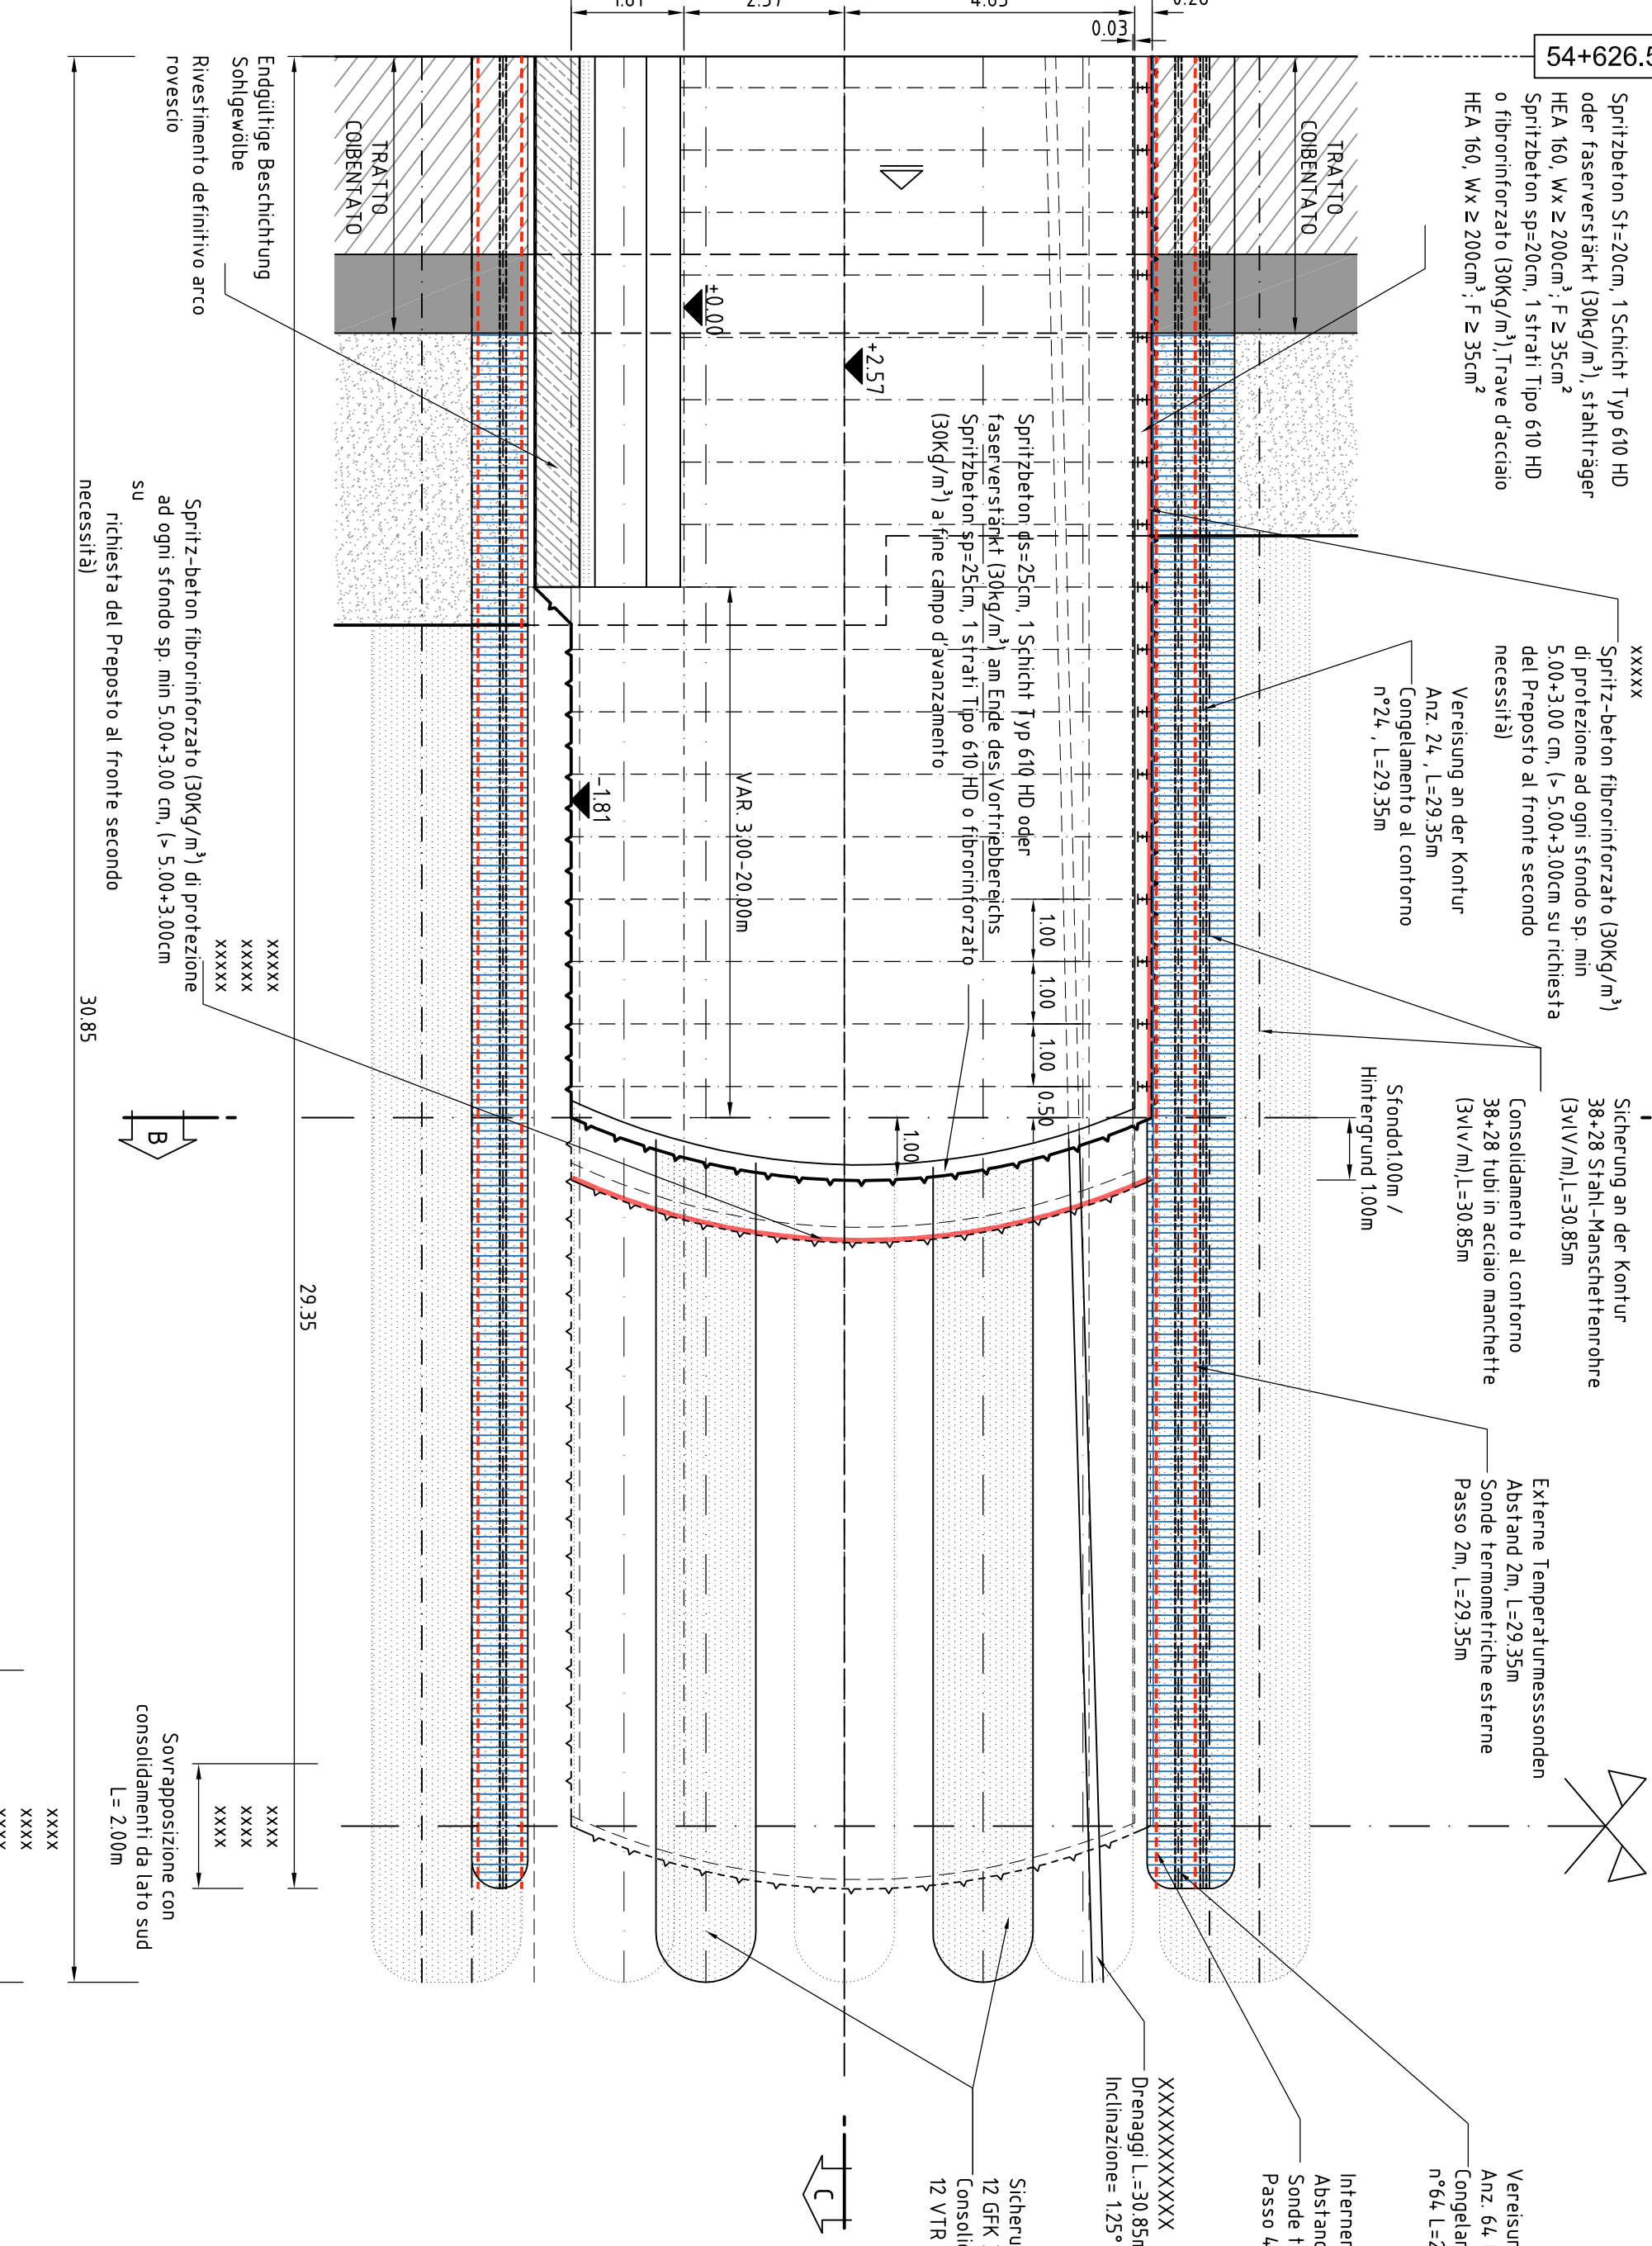 54+626.5
Spritzbeton St=20cm, 1 Schicht Typ 610 HD
oder faserverstärkt (30kg/m³), stahlträger
HEA 160, Wx ≥ 200cm³; F ≥ 35cm²
Spritzbeton sp=20cm, 1 strati Tipo 610 HD
o fibrorinforzato (30Kg/m³),Trave d'acciaio
HEA 160, Wx ≥ 200cm³; F ≥ 35cm²
xxxxx
Spritz-beton fibrorinforzato (30Kg/m³)
di protezione ad ogni sfondo sp. min
5.00+3.00 cm, (> 5.00+3.00cm su richiesta
del Preposto al fronte secondo
necessità)
Vereisung an der Kontur
Anz. 24 , L=29.35m
Congelamento al contorno
n°24 , L=29.35m
Sicherung an der Kontur
38+28 Stahl-Manschettenrohre
(3vlV/m),L=30.85m
Consolidamento al contorno
38+28 tubi in acciaio manchette
(3vlv/m),L=30.85m
Sfondo1.00m /
Hintergrund 1.00m
Externe Temperaturmesssonden
Abstand 2m, L=29.35m
Sonde termometriche esterne
Passo 2m, L=29.35m
TRATTO
COIBENTATO
0.03
+0.00
+2.57
-1.81
Spritzbeton ds=25cm, 1 Schicht Typ 610 HD oder
faserverstärkt (30kg/m³) am Ende des Vortriebbereichs
Spritzbeton sp=25cm, 1 strati Tipo 610 HD o fibrorinforzato
(30Kg/m³) a fine campo d'avanzamento
VAR. 3.00-20.00m
1.00
1.00
1.00
0.50
1.00
TRATTO
COIBENTATO
Endgültige Beschichtung
Sohlgewölbe
Rivestimento definitivo arco
rovescio
Spritz-beton fibrorinforzato (30Kg/m³) di protezione
ad ogni sfondo sp. min 5.00+3.00 cm, (> 5.00+3.00cm
su
richiesta del Preposto al fronte secondo
necessità)
xxxxx
xxxxx
xxxxx
30.85
29.35
B
Sovrapposizione con
consolidamenti da lato sud
L= 2.00m
xxxx
xxxx
xxxx
xxxx
xxxx
C
XXXXXXXXXX
Drenaggi L.=30.85m
Inclinazione= 1.25°
12 GFK
12 VTR
Anz. 64
n°64